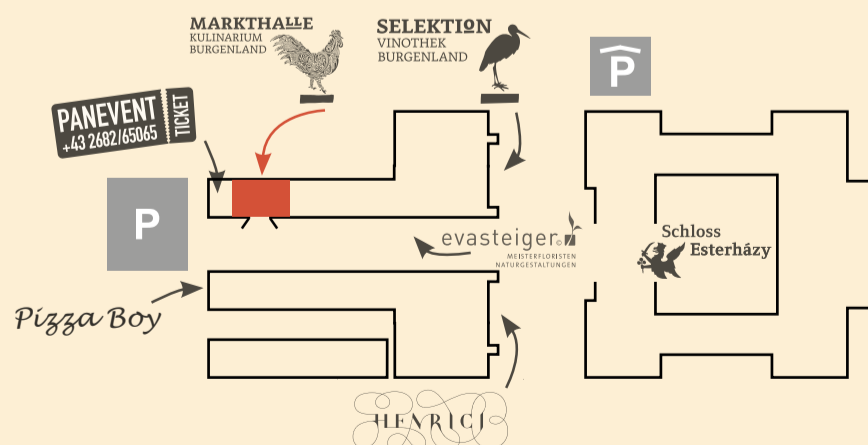 MARKTHALLE
KULINARIUM
BURGENLAND
SELEKTION
VINOTHEK
BURGENLAND
P
PANEVENT
+43 2682/65065
TICKET
P
evasteiger©
MEISTERFLORISTEN
NATURGESTALTUNGEN
Schloss
Esterházy
Pizza Boy
HENRICI